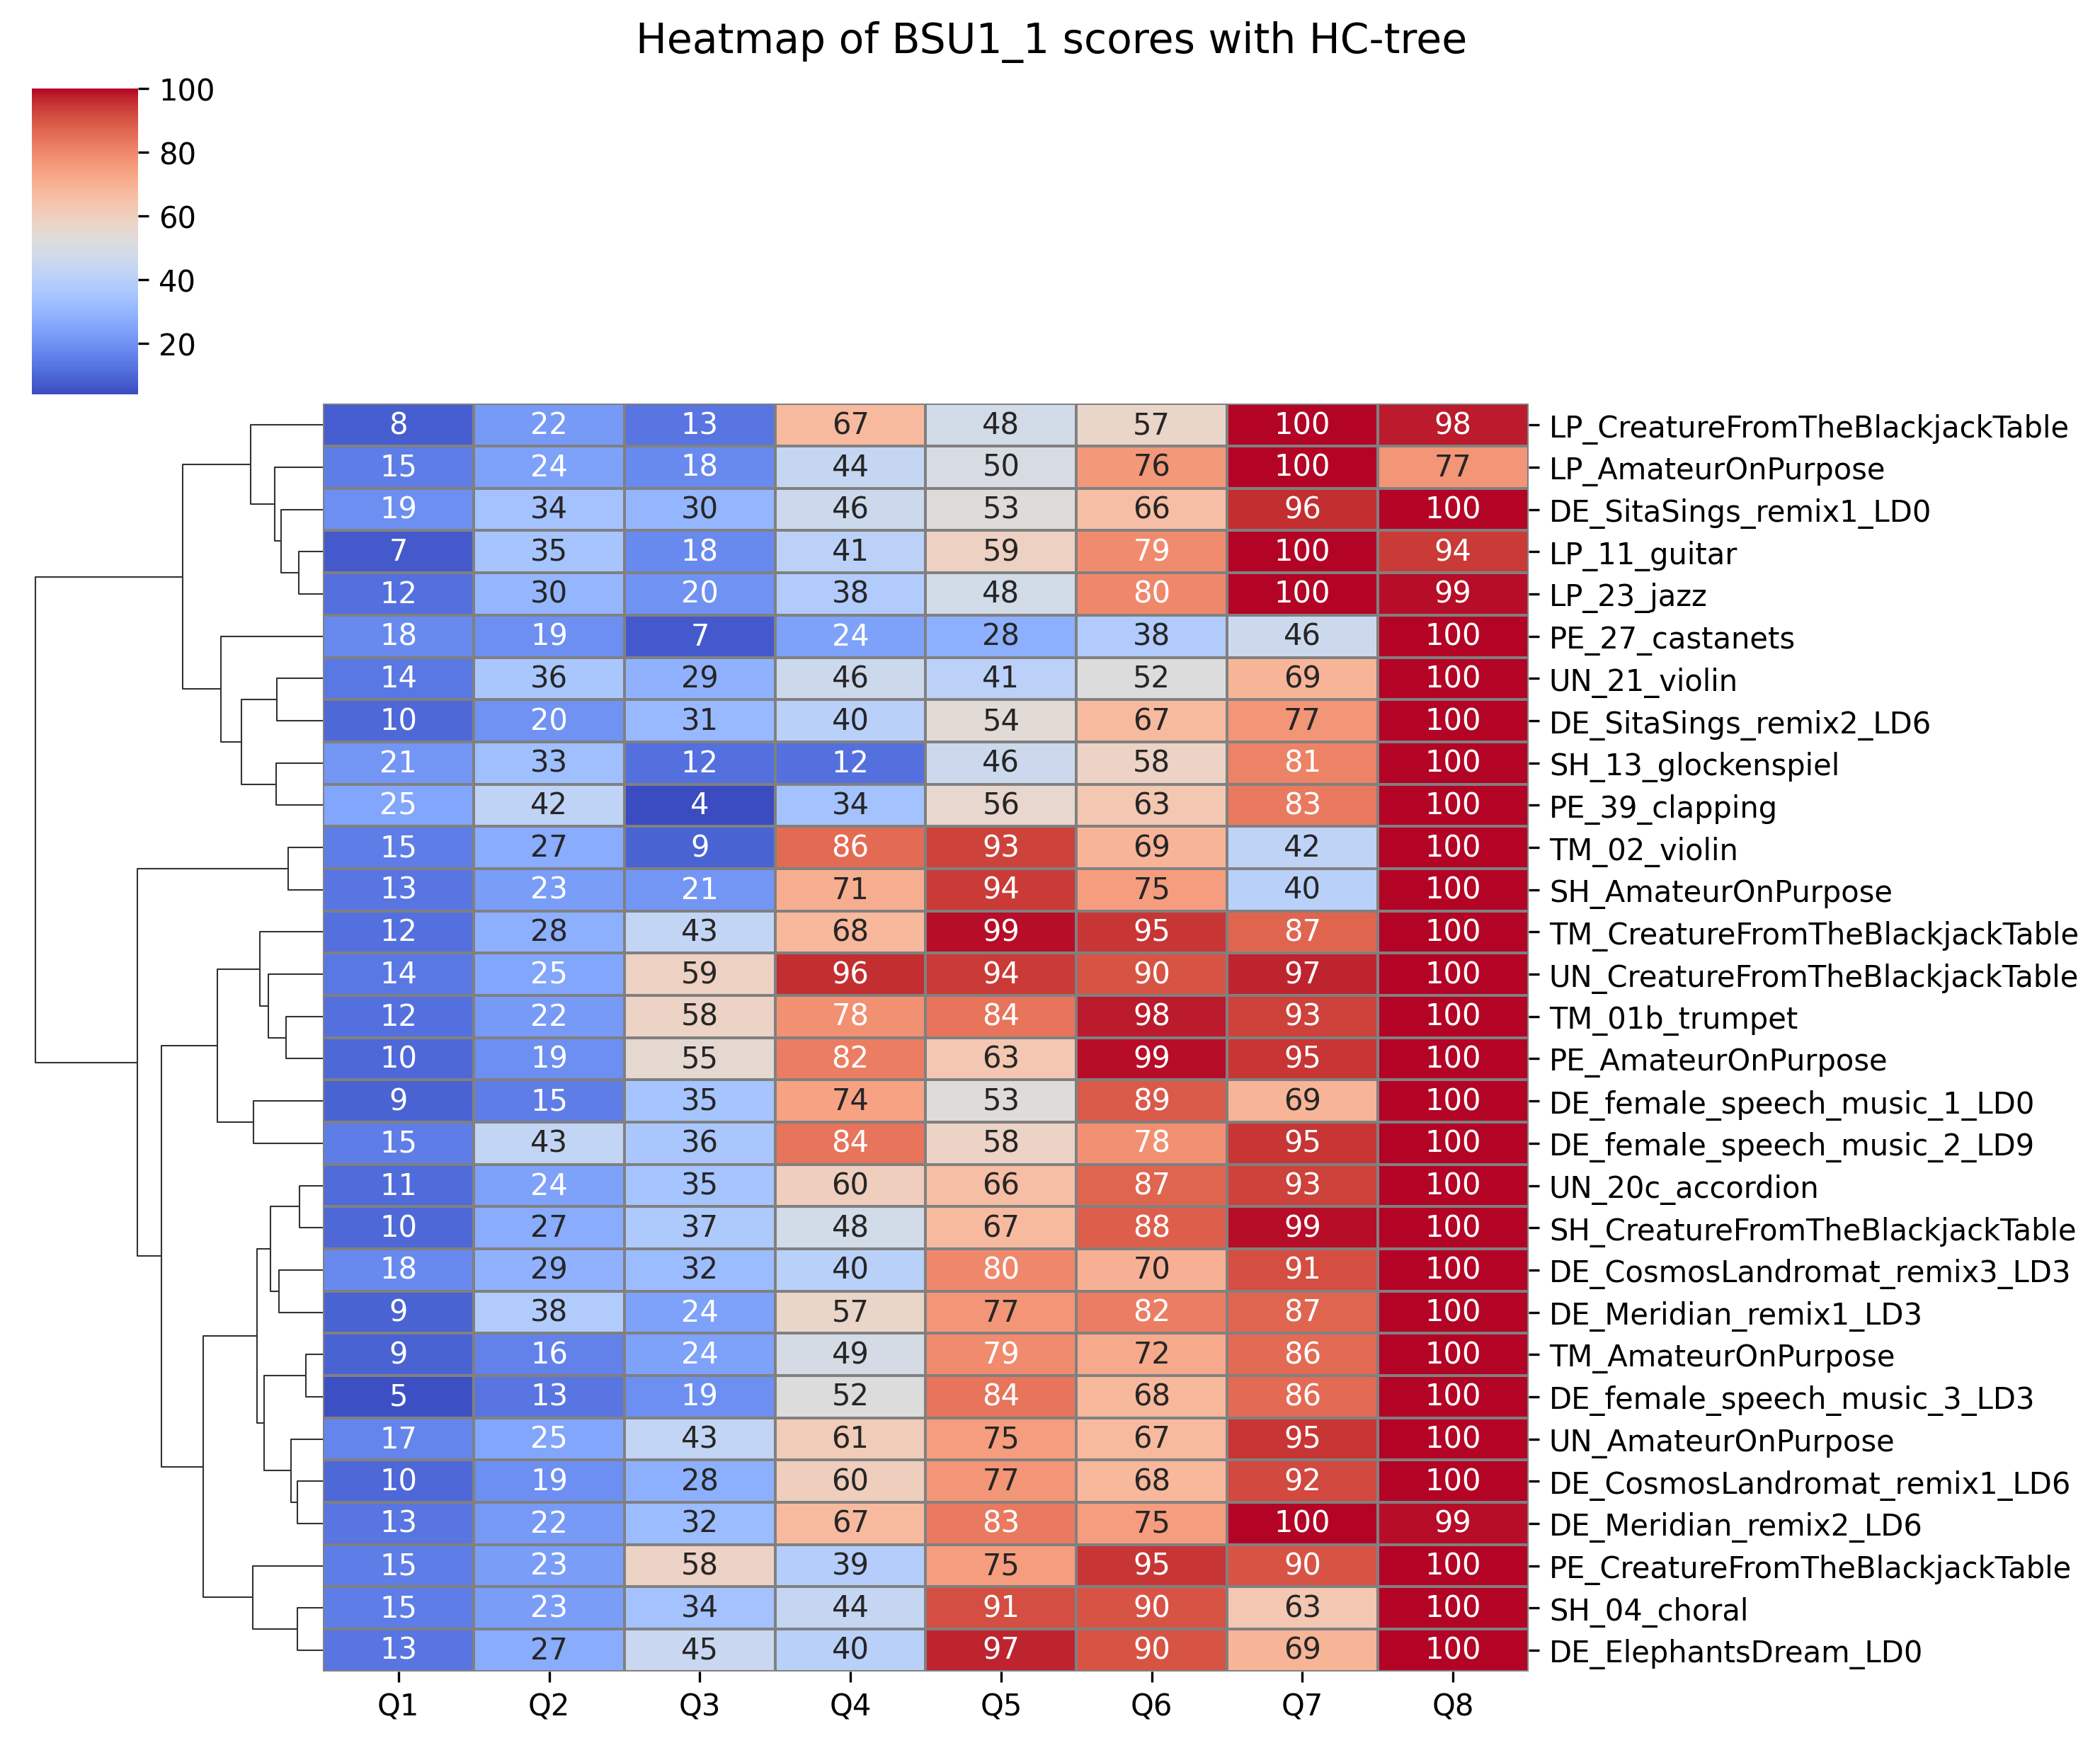 Heatmap of BSU1_1 scores with HC-tree
100
80
60
40
20
8 22 13 67 48 57 100 98 LP_CreatureFromTheBlackjackTable
15 24 18 44 50 76 100 77 LP_AmateurOnPurpose
19 34 30 46 53 66 96 100 DE_SitaSings_remix1_LD0
7 35 18 41 59 79 100 94 LP_11_guitar
12 30 20 38 48 80 100 99 LP_23_jazz
18 19 7 24 28 38 46 100 PE_27_castanets
14 36 29 46 41 52 69 100 UN_21_violin
10 20 31 40 54 67 77 100 DE_SitaSings_remix2_LD6
21 33 12 12 46 58 81 100 SH_13_glockenspiel
25 42 4 34 56 63 83 100 PE_39_clapping
15 27 9 86 93 69 42 100 TM_02_violin
13 23 21 71 94 75 40 100 SH_AmateurOnPurpose
12 28 43 68 99 95 87 100 TM_CreatureFromTheBlackjackTable
14 25 59 96 94 90 97 100 UN_CreatureFromTheBlackjackTable
12 22 58 78 84 98 93 100 TM_01b_trumpet
10 19 55 82 63 99 95 100 PE_AmateurOnPurpose
9 15 35 74 53 89 69 100 DE_female_speech_music_1_LD0
15 43 36 84 58 78 95 100 DE_female_speech_music_2_LD9
11 24 35 60 66 87 93 100 UN_20c_accordion
10 27 37 48 67 88 99 100 SH_CreatureFromTheBlackjackTable
18 29 32 40 80 70 91 100 DE_CosmosLandromat_remix3_LD3
9 38 24 57 77 82 87 100 DE_Meridian_remix1_LD3
9 16 24 49 79 72 86 100 TM_AmateurOnPurpose
5 13 19 52 84 68 86 100 DE_female_speech_music_3_LD3
17 25 43 61 75 67 95 100 UN_AmateurOnPurpose
10 19 28 60 77 68 92 100 DE_CosmosLandromat_remix1_LD6
13 22 32 67 83 75 100 99 DE_Meridian_remix2_LD6
15 23 58 39 75 95 90 100 PE_CreatureFromTheBlackjackTable
15 23 34 44 91 90 63 100 SH_04_choral
13 27 45 40 97 90 69 100 DE_ElephantsDream_LD0
Q1 Q2 Q3 Q4 Q5 Q6 Q7 Q8